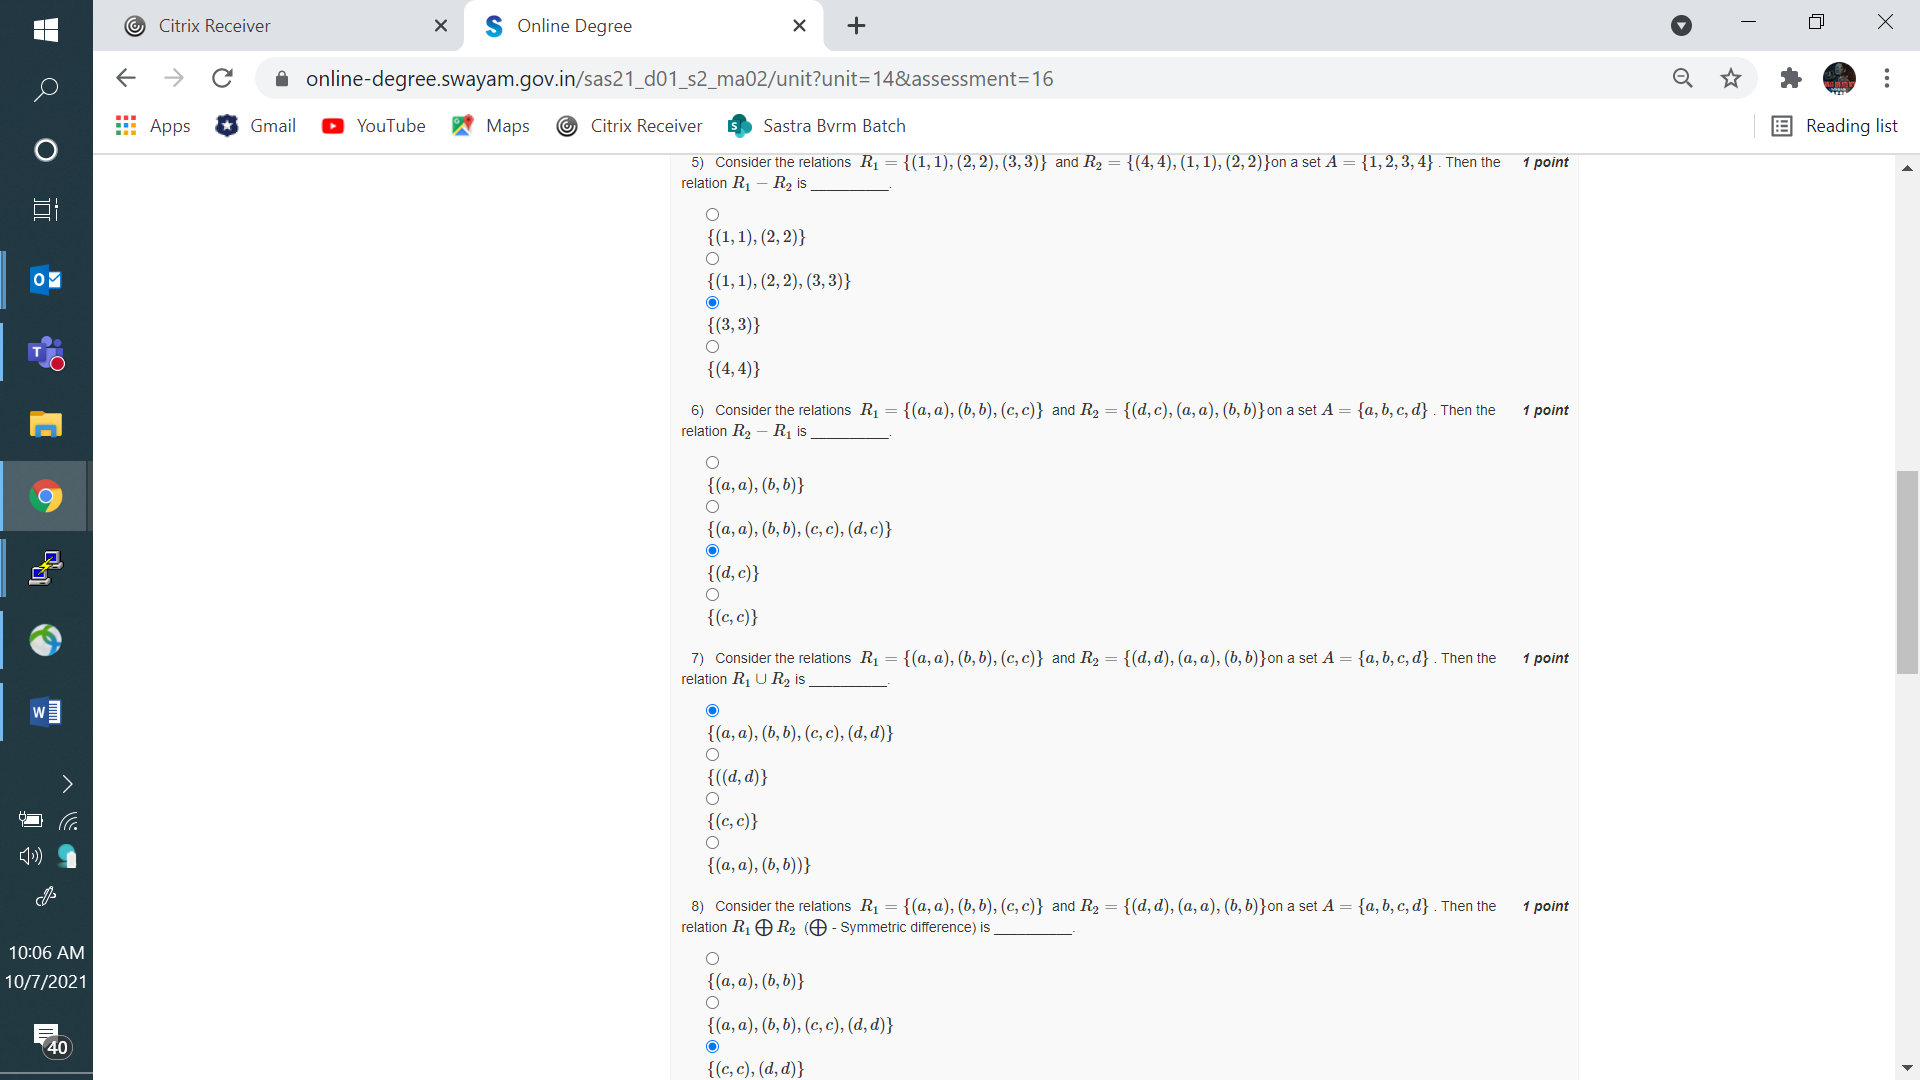 Citrix Receiver
Online Degree
online-degree.swayam.gov.in/sas21_d01_s2_ma02/unit?unit=14&assessment=16
Apps Gmail YouTube Maps Citrix Receiver Sastra Bvrm Batch Reading list
5) Consider the relations R₁ = {(1, 1), (2, 2), (3, 3)} and R₂ = {(4, 4), (1, 1), (2, 2)}on a set A = {1, 2, 3, 4} . Then the 1 point
relation R₁ − R₂ is __________.
{(1, 1), (2, 2)}
{(1, 1), (2, 2), (3, 3)}
{(3, 3)}
{(4, 4)}
6) Consider the relations R₁ = {(a, a), (b, b), (c, c)} and R₂ = {(d, c), (a, a), (b, b)}on a set A = {a, b, c, d} . Then the 1 point
relation R₂ − R₁ is __________.
{(a, a), (b, b)}
{(a, a), (b, b), (c, c), (d, c)}
{(d, c)}
{(c, c)}
7) Consider the relations R₁ = {(a, a), (b, b), (c, c)} and R₂ = {(d, d), (a, a), (b, b)}on a set A = {a, b, c, d} . Then the 1 point
relation R₁ ∪ R₂ is __________.
{(a, a), (b, b), (c, c), (d, d)}
{((d, d)}
{(c, c)}
{(a, a), (b, b))}
8) Consider the relations R₁ = {(a, a), (b, b), (c, c)} and R₂ = {(d, d), (a, a), (b, b)}on a set A = {a, b, c, d} . Then the 1 point
relation R₁ ⨁ R₂ (⨁ - Symmetric difference) is __________.
{(a, a), (b, b)}
{(a, a), (b, b), (c, c), (d, d)}
{(c, c), (d, d)}
10:06 AM
10/7/2021
40